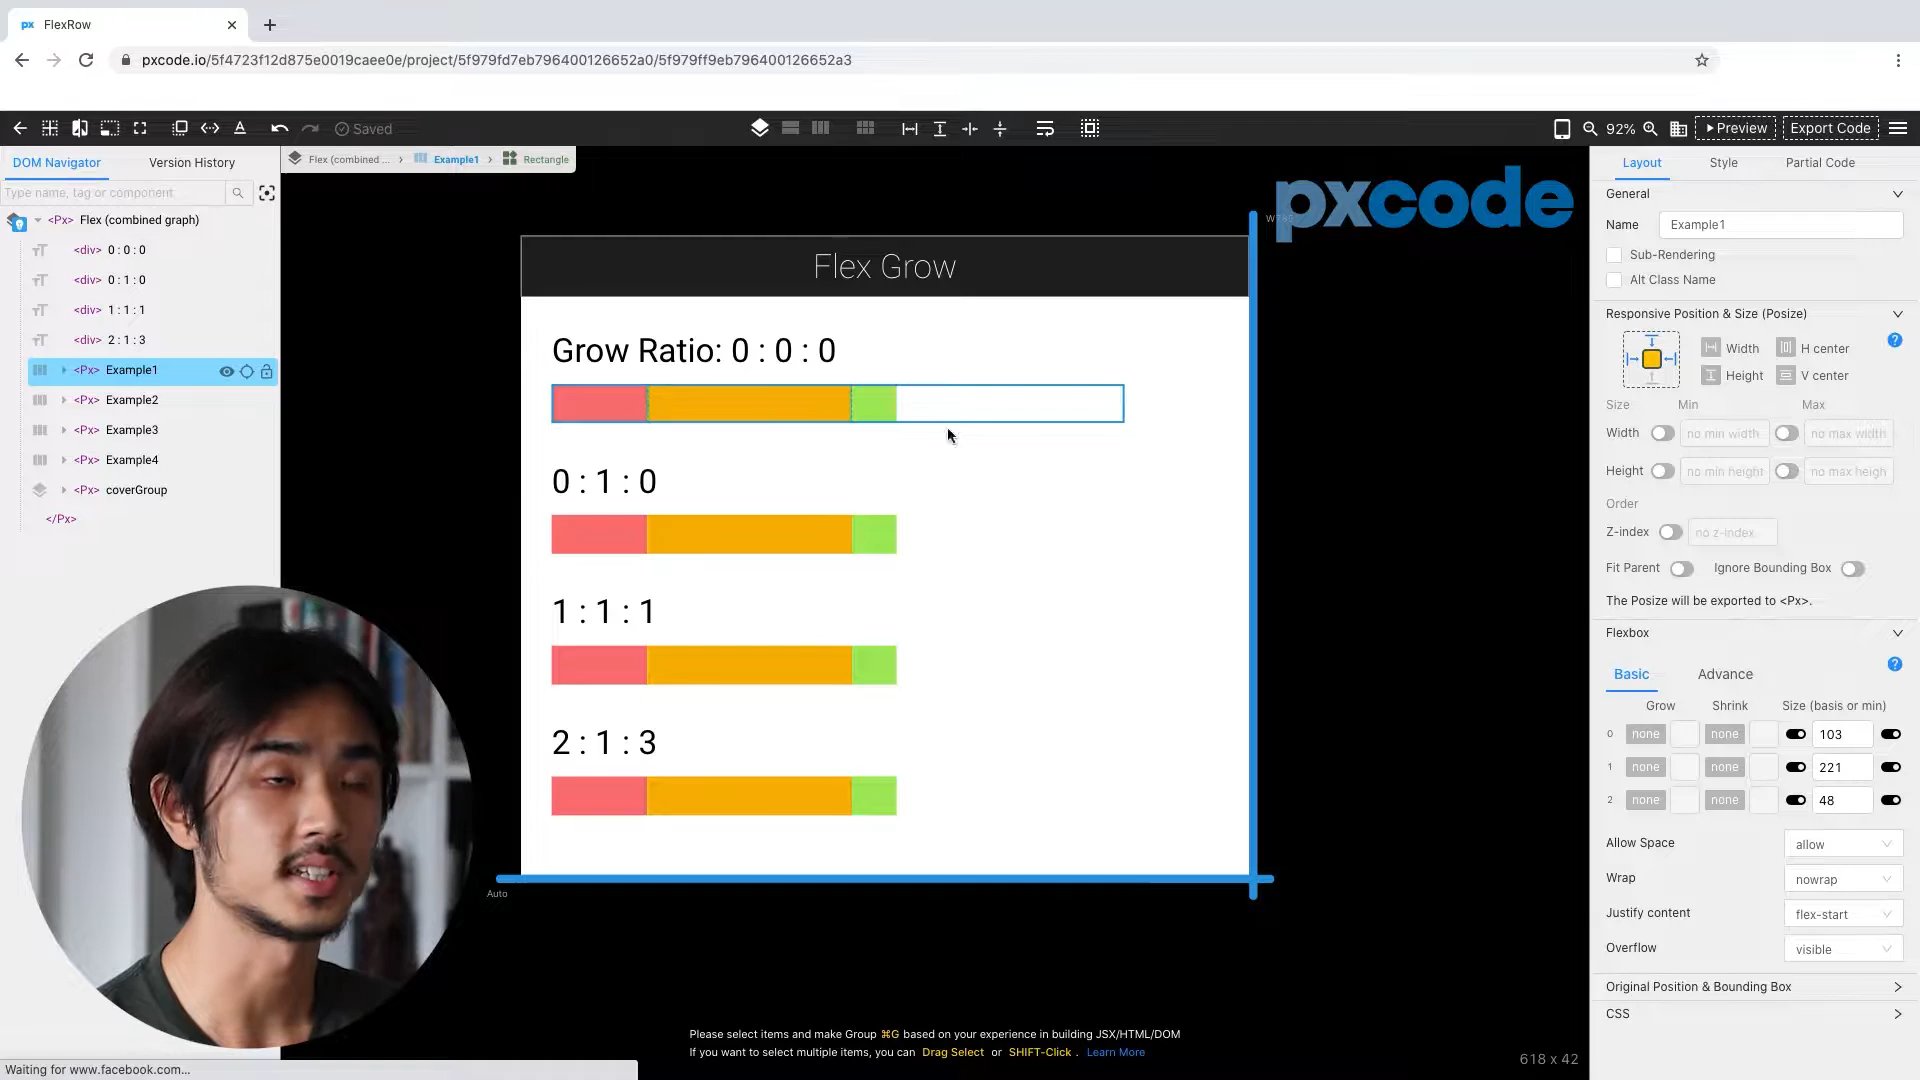 px FlexRow
pxcode.io/5f4723f12d875e0019caee0e/project/5f979fd7eb796400126652a0/5f979ff9eb796400126652a3
Saved
92%
Preview
Export Code
DOM Navigator
Version History
Flex (combined ...
Example1
Rectangle
Layout
Style
Partial Code
Type name, tag or component
<Px> Flex (combined graph)
<div> 0 : 0 : 0
<div> 0 : 1 : 0
<div> 1 : 1 : 1
<div> 2 : 1 : 3
<Px> Example1
<Px> Example2
<Px> Example3
<Px> Example4
<Px> coverGroup
</Px>
pxcode
Flex Grow
Grow Ratio: 0 : 0 : 0
0 : 1 : 0
1 : 1 : 1
2 : 1 : 3
Auto
General
Name Example1
Sub-Rendering
Alt Class Name
Responsive Position & Size (Posize)
Width H center
Height V center
Size Min Max
Width no min width no max width
Height no min height no max heigh
Order
Z-index no z-index
Fit Parent Ignore Bounding Box
The Posize will be exported to <Px>.
Flexbox
Basic Advance
Grow Shrink Size (basis or min)
0 none none 103
1 none none 221
2 none none 48
Allow Space allow
Wrap nowrap
Justify content flex-start
Overflow visible
Original Position & Bounding Box
CSS
Please select items and make Group ⌘G based on your experience in building JSX/HTML/DOM
If you want to select multiple items, you can Drag Select or SHIFT-Click . Learn More
618 x 42
Waiting for www.facebook.com...